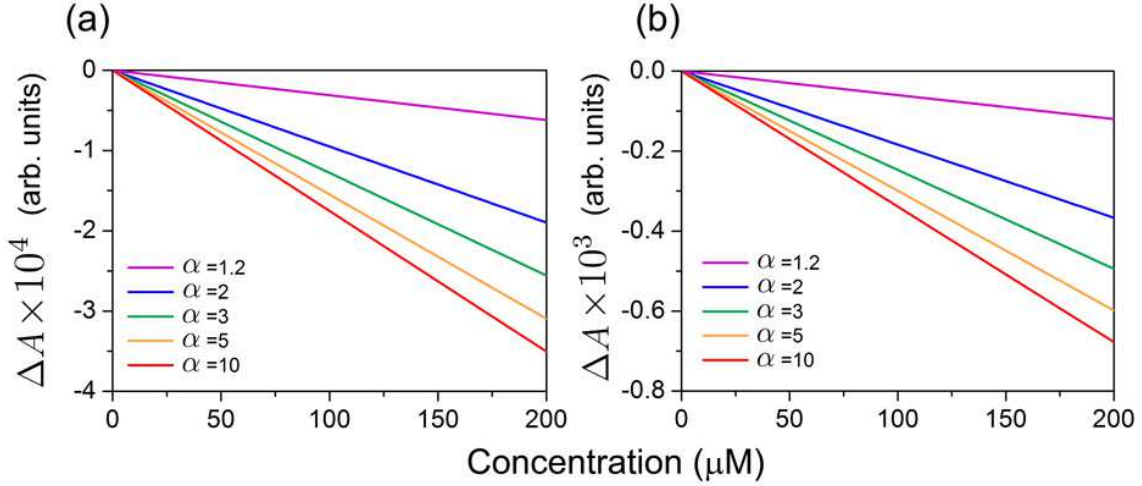 (a)
ΔA ×10⁴ (arb. units)
0
-1
-2
-3
-4
α =1.2
α =2
α =3
α =5
α =10
0 50 100 150 200
(b)
ΔA ×10³ (arb. units)
0.0
-0.2
-0.4
-0.6
-0.8
α =1.2
α =2
α =3
α =5
α =10
0 50 100 150 200
Concentration (μM)